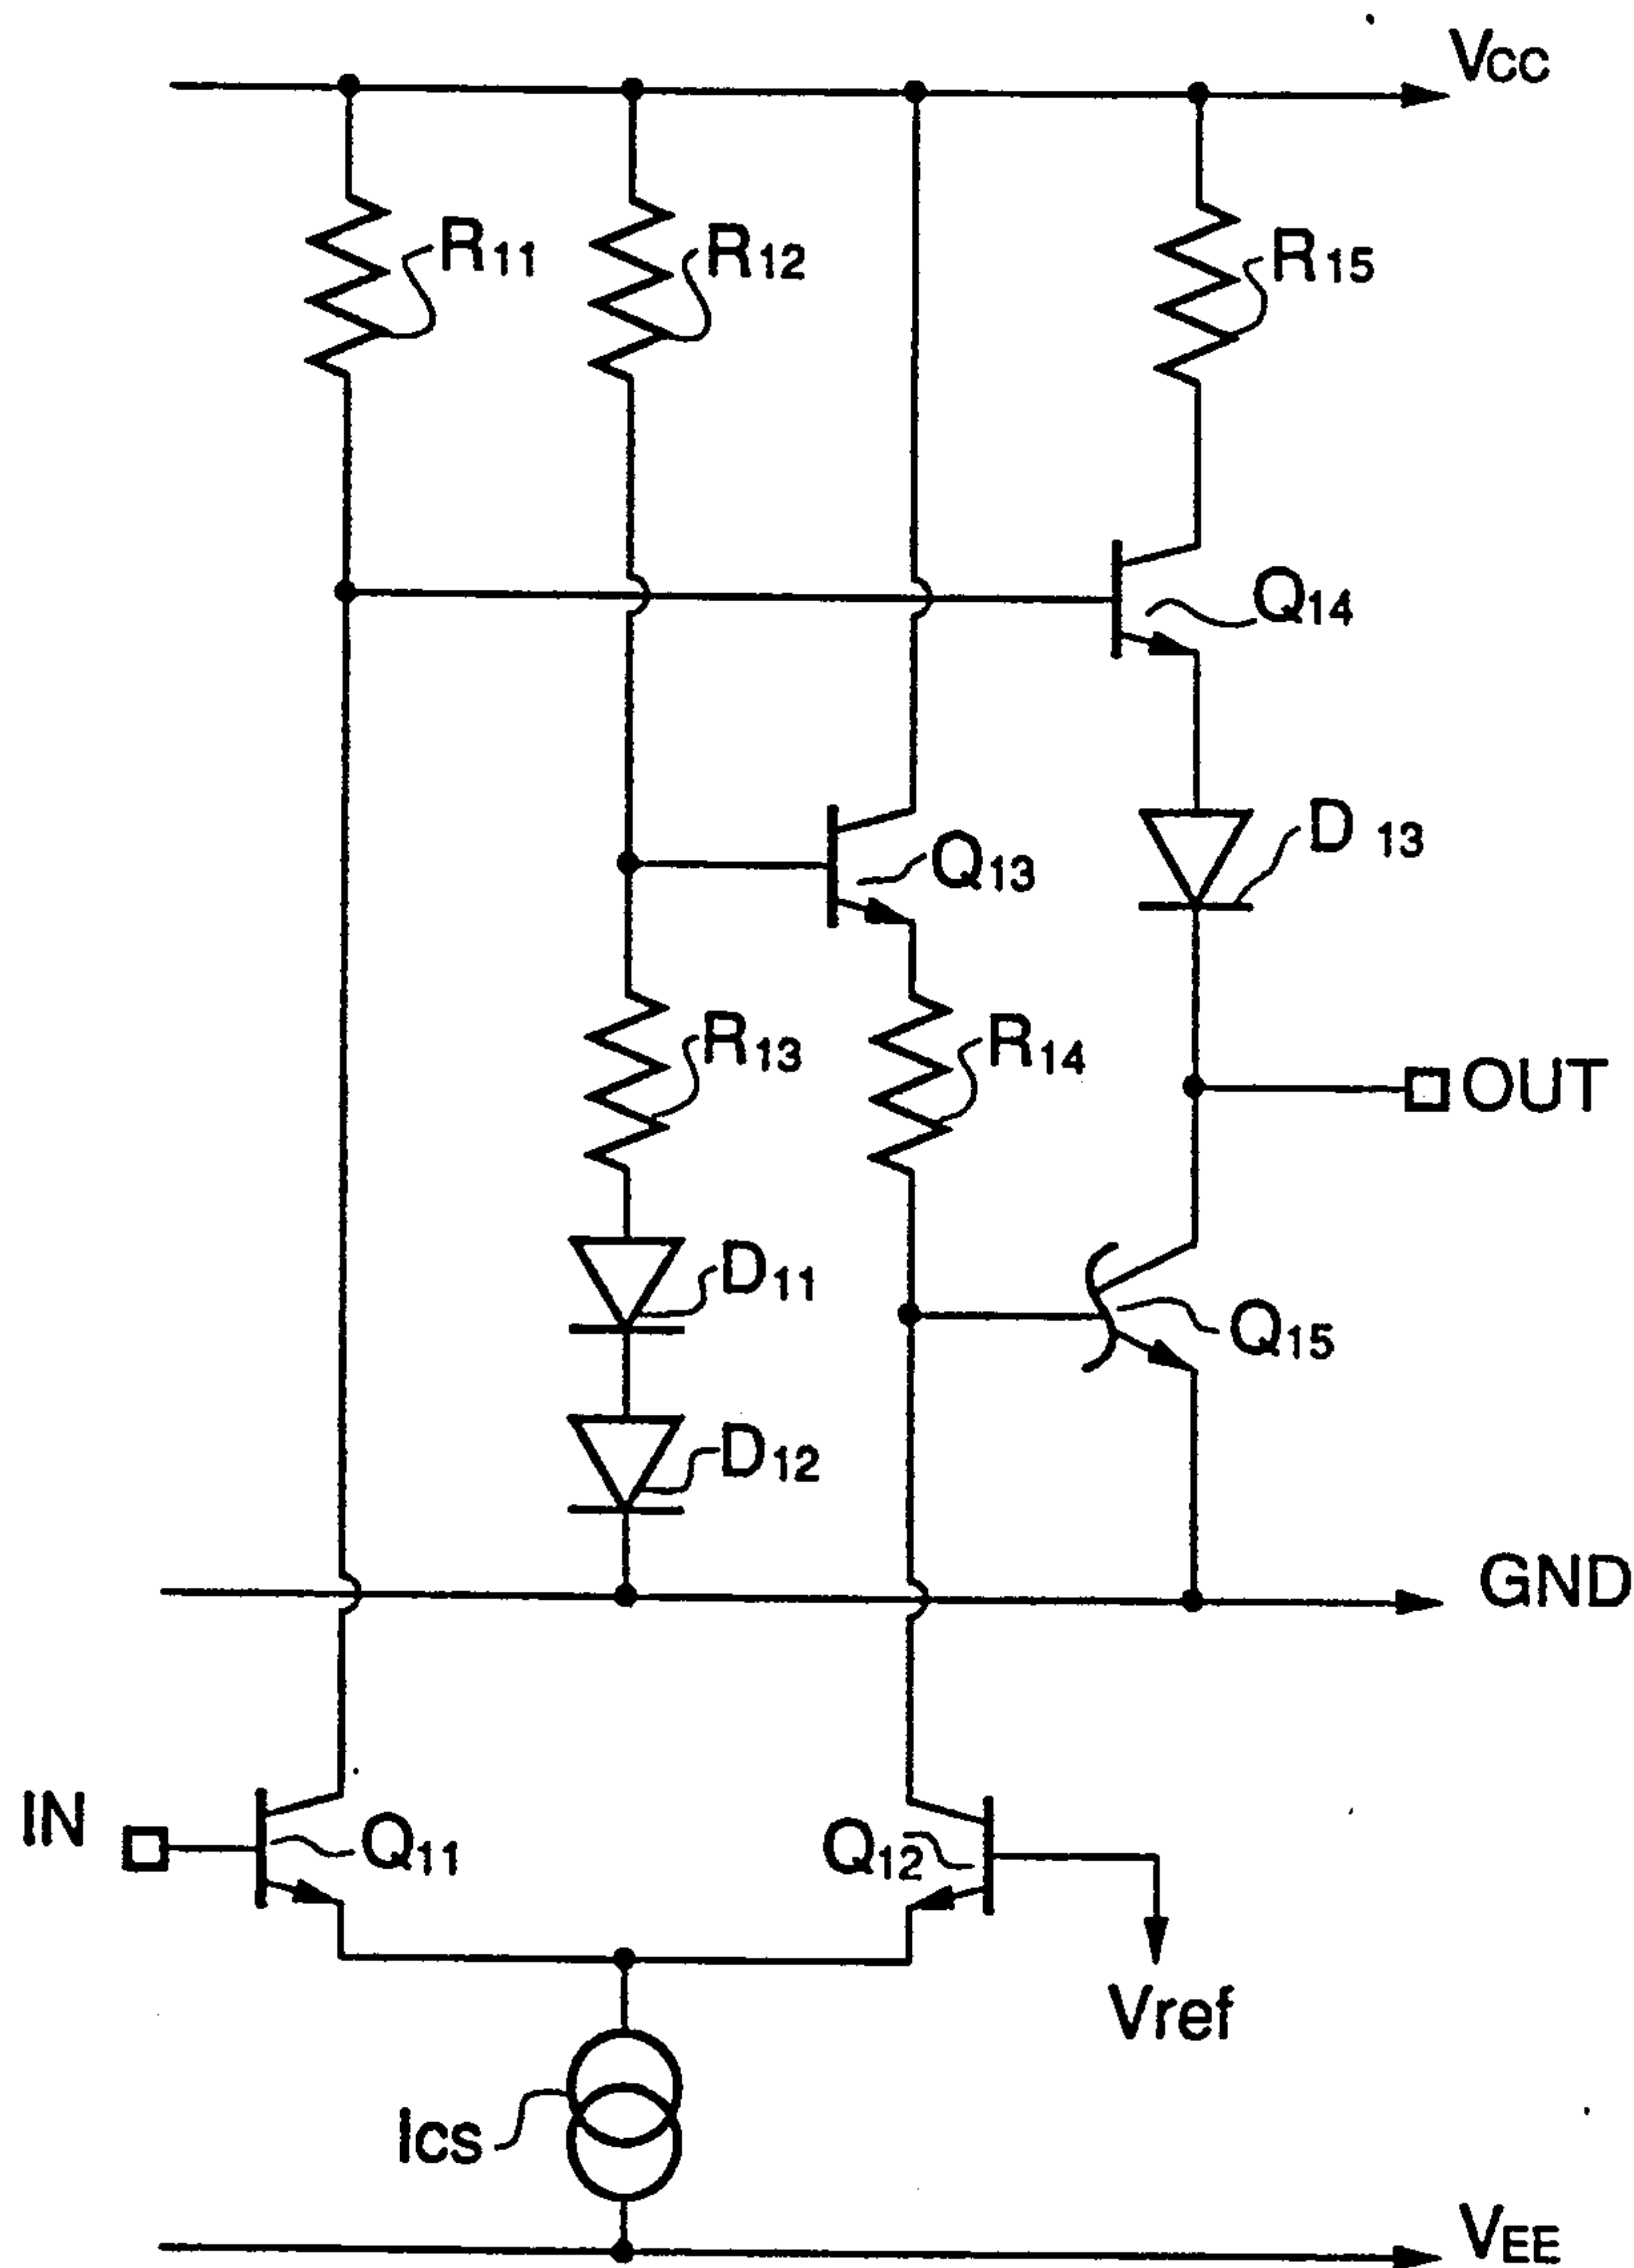 Vcc
R11
R12
R15
Q14
D 13
Q13
R13
R14
OUT
D11
Q15
D12
GND
IN
Q11
Q12
Vref
Ics
VEE